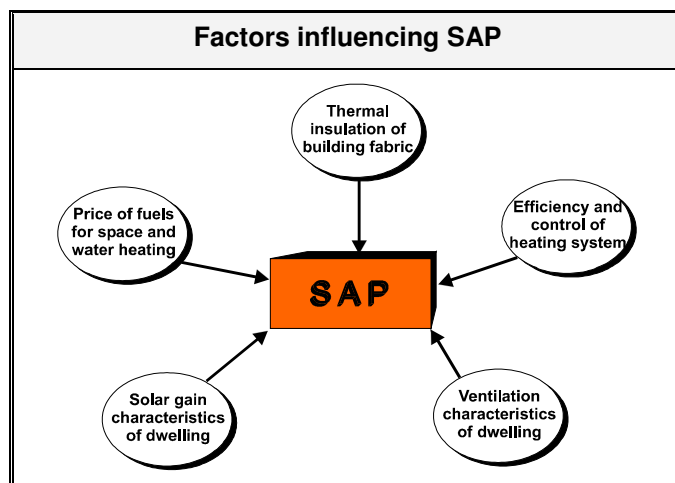 Factors influencing SAP
Thermal
insulation of
building fabric
Price of fuels
for space and
water heating
Efficiency and
control of
heating system
SAP
Solar gain
characteristics
of dwelling
Ventilation
characteristics
of dwelling